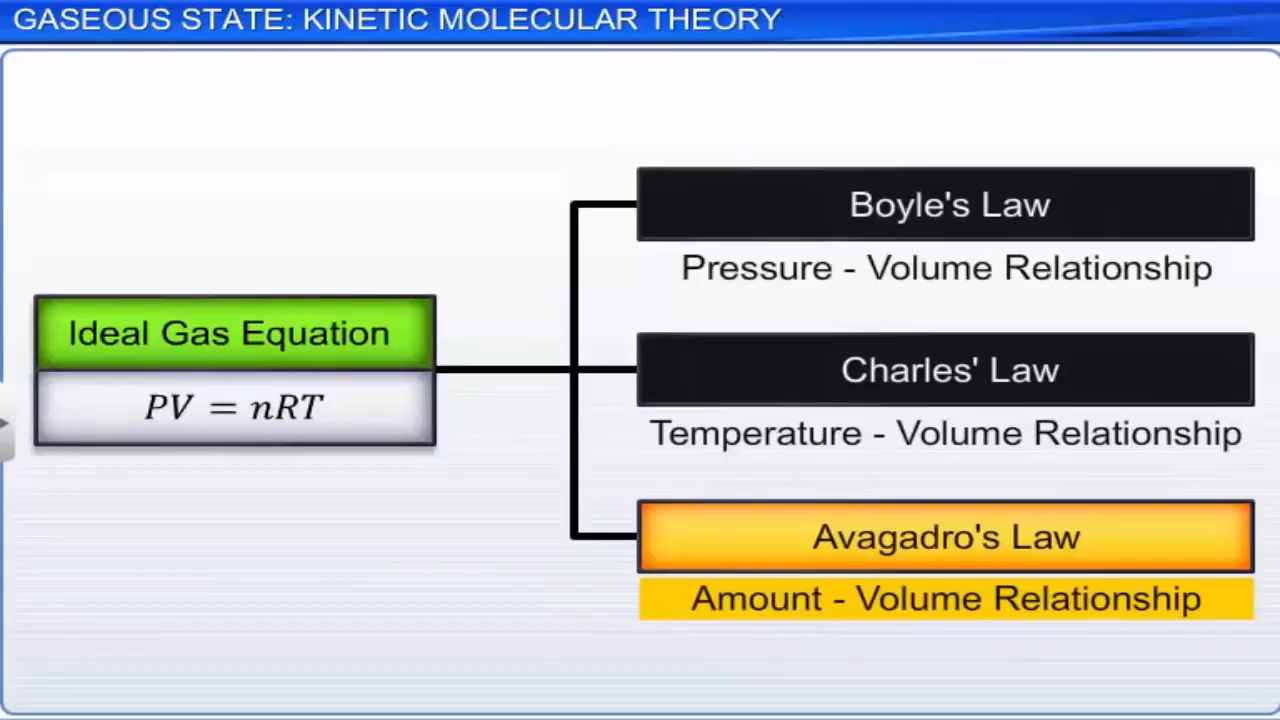 GASEOUS STATE: KINETIC MOLECULAR THEORY
Ideal Gas Equation
PV = nRT
Boyle's Law
Pressure - Volume Relationship
Charles' Law
Temperature - Volume Relationship
Avagadro's Law
Amount - Volume Relationship